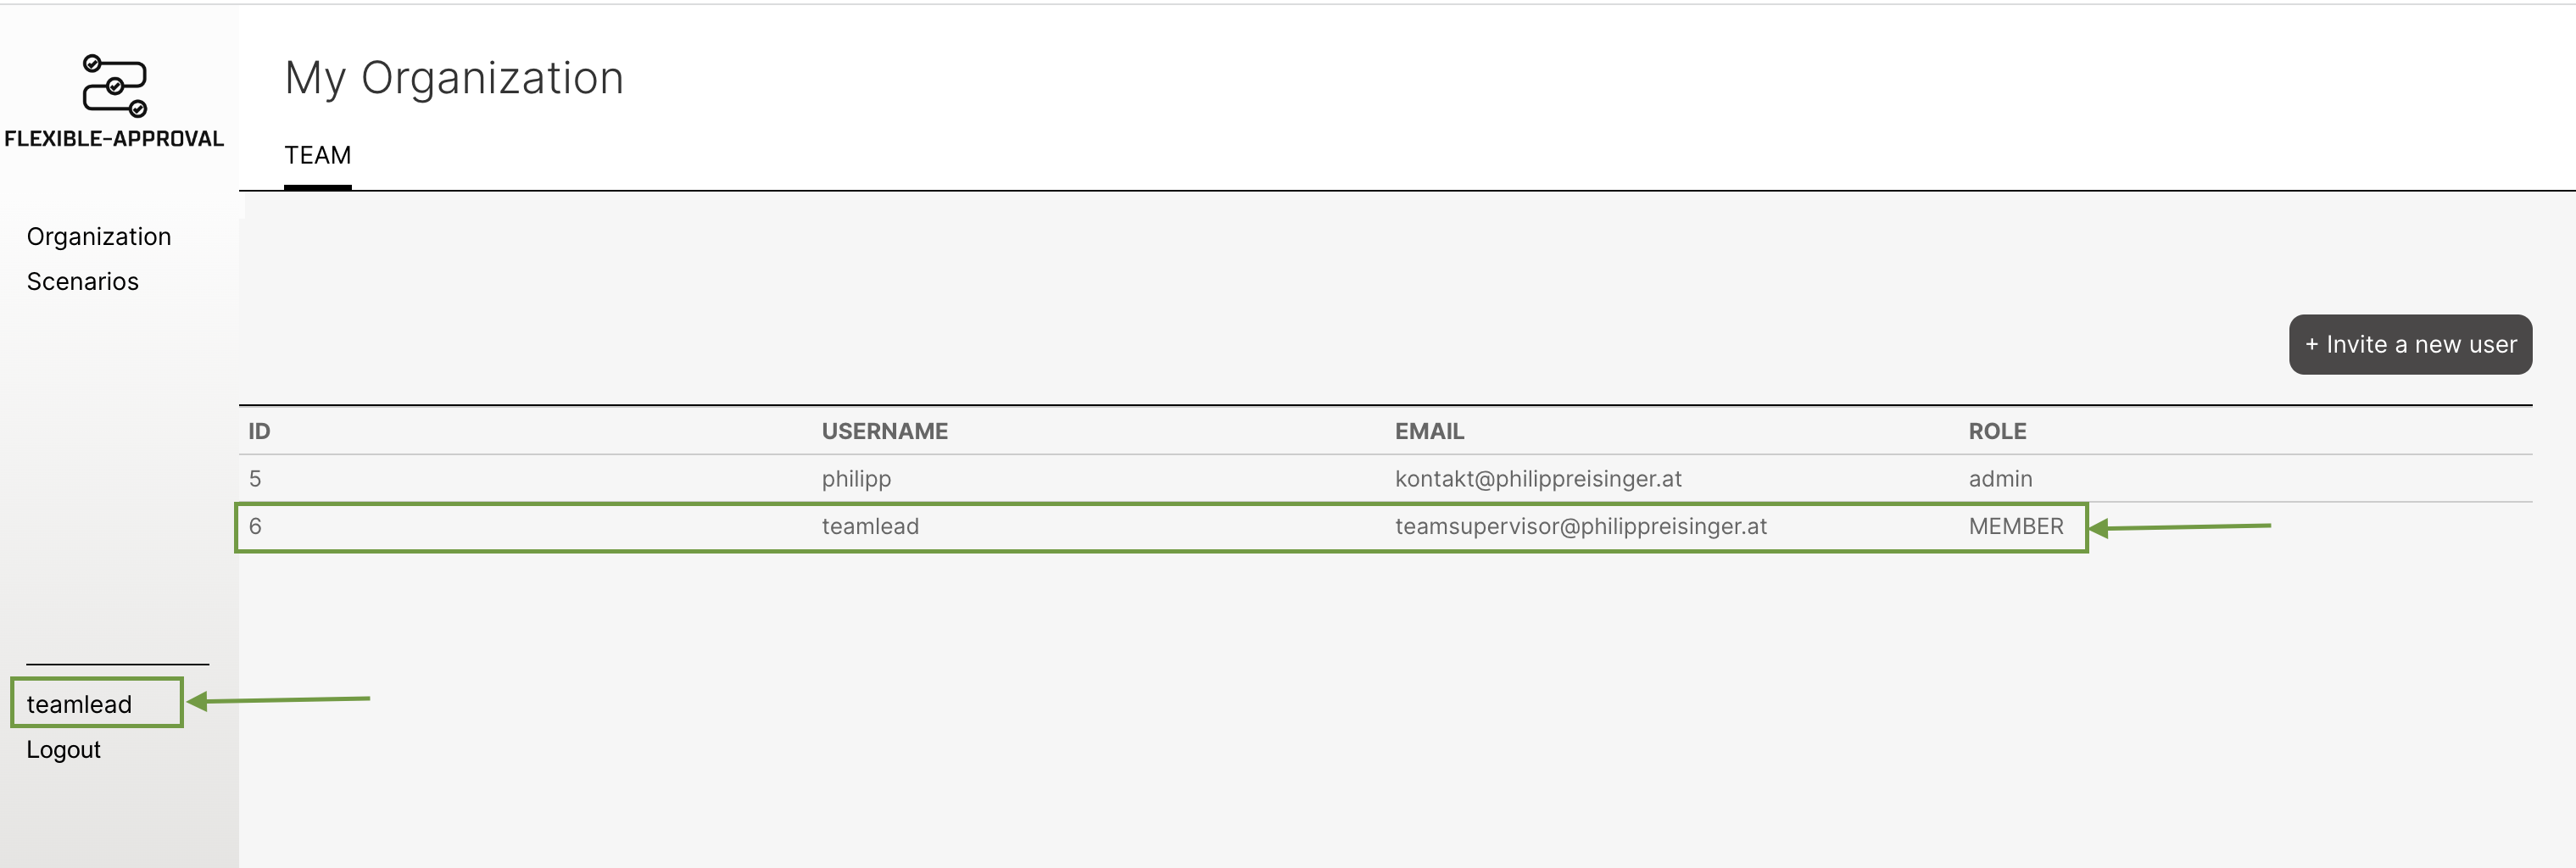 FLEXIBLE-APPROVAL
Organization
Scenarios
teamlead
Logout
My Organization
TEAM
+ Invite a new user
ID USERNAME EMAIL ROLE
5 philipp kontakt@philippreisinger.at admin
6 teamlead teamsupervisor@philippreisinger.at MEMBER